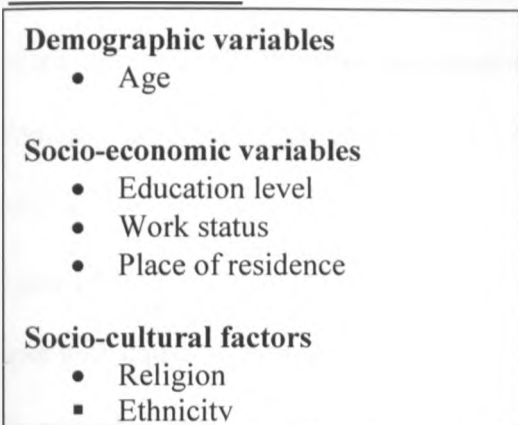 Demographic variables
• Age
Socio-economic variables
• Education level
• Work status
• Place of residence
Socio-cultural factors
• Religion
▪ Ethnicity